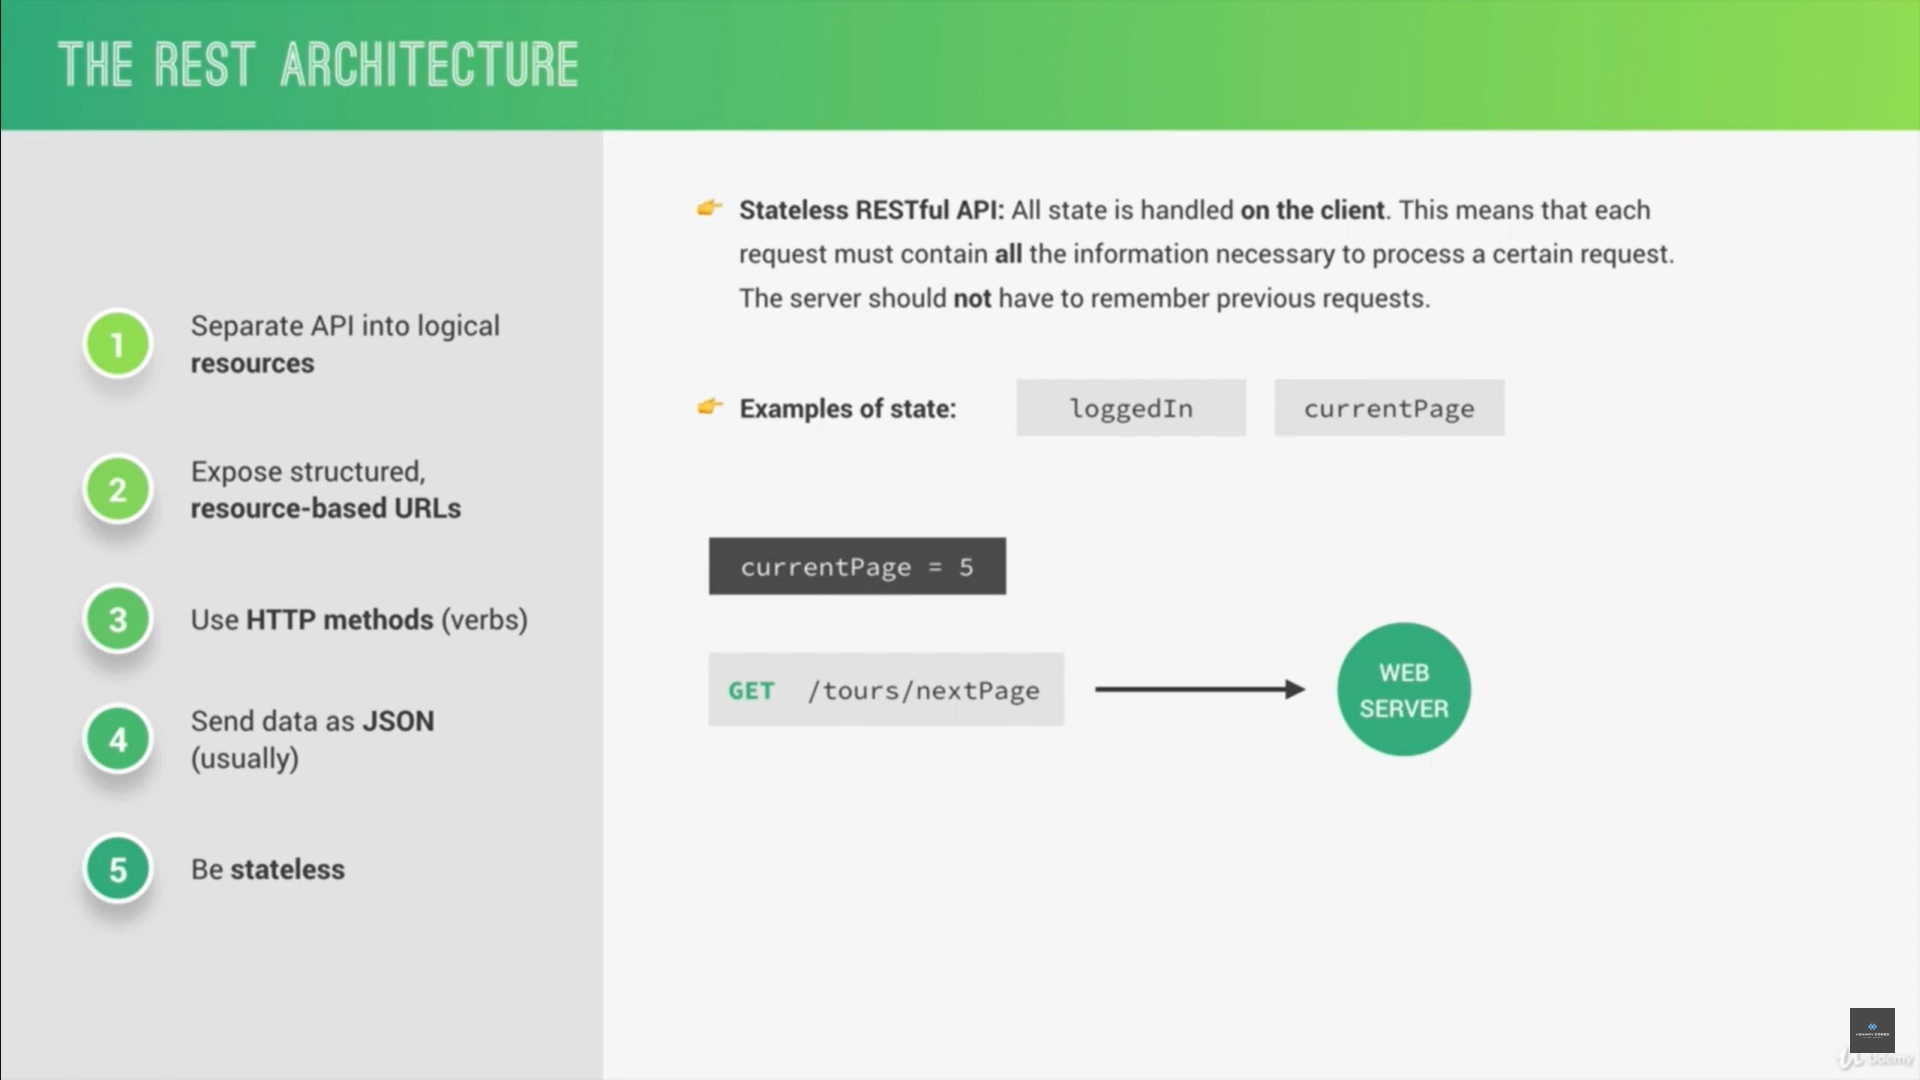 THE REST ARCHITECTURE
1
Separate API into logical
resources
2
Expose structured,
resource-based URLs
3
Use HTTP methods (verbs)
4
Send data as JSON
(usually)
5
Be stateless
Stateless RESTful API: All state is handled on the client. This means that each
request must contain all the information necessary to process a certain request.
The server should not have to remember previous requests.
Examples of state:
loggedIn
currentPage
currentPage = 5
GET /tours/nextPage
WEB
SERVER
Udemy